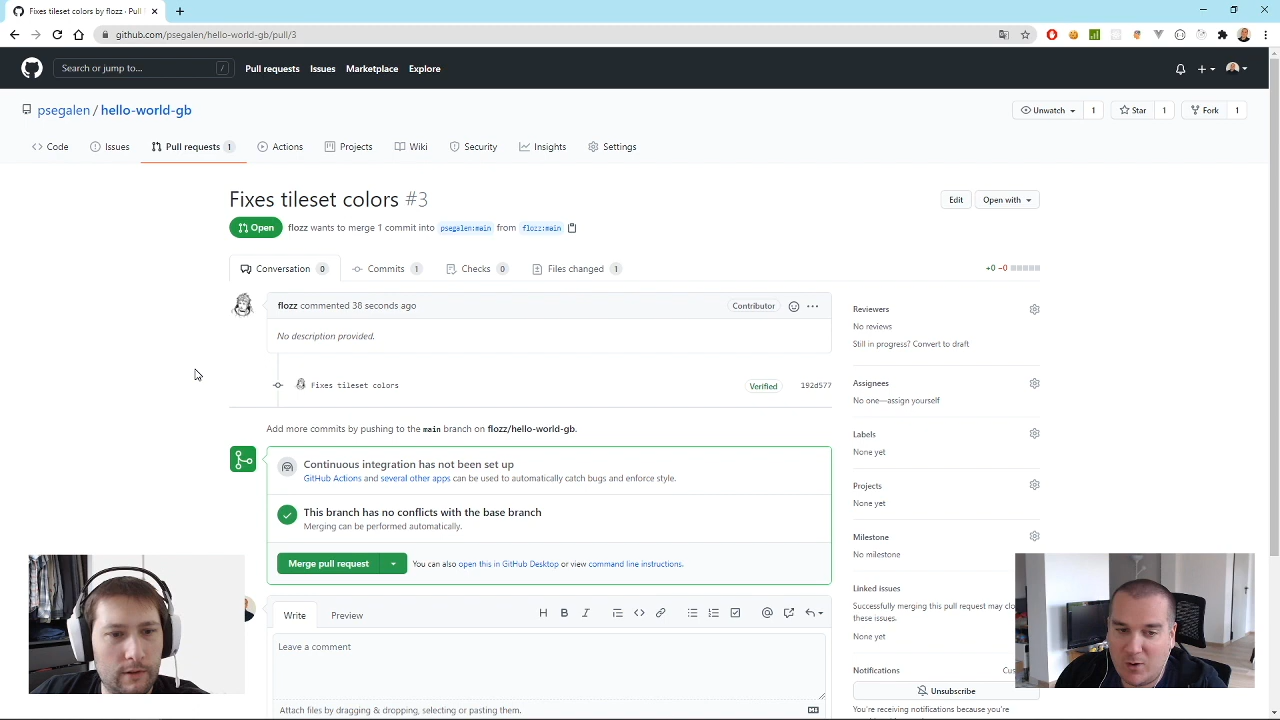 Fixes tileset colors by flozz · Pull
github.com/psegalen/hello-world-gb/pull/3
Search or jump to... /
Pull requests Issues Marketplace Explore
psegalen / hello-world-gb
Unwatch 1 Star 1 Fork 1
Code Issues Pull requests 1 Actions Projects Wiki Security Insights Settings
Fixes tileset colors #3
Edit Open with
Open flozz wants to merge 1 commit into psegalen:main from flozz:main
Conversation 0 Commits 1 Checks 0 Files changed 1
+0 −0
flozz commented 38 seconds ago
Contributor
No description provided.
Fixes tileset colors
Verified 192d577
Add more commits by pushing to the main branch on flozz/hello-world-gb.
Continuous integration has not been set up
GitHub Actions and several other apps can be used to automatically catch bugs and enforce style.
This branch has no conflicts with the base branch
Merging can be performed automatically.
Merge pull request You can also open this in GitHub Desktop or view command line instructions.
Write Preview
Leave a comment
Attach files by dragging & dropping, selecting or pasting them.
Reviewers
No reviews
Still in progress? Convert to draft
Assignees
No one—assign yourself
Labels
None yet
Projects
None yet
Milestone
No milestone
Linked issues
Successfully merging this pull request may clo
these issues.
None yet
Notifications Cus
Unsubscribe
You're receiving notifications because you're